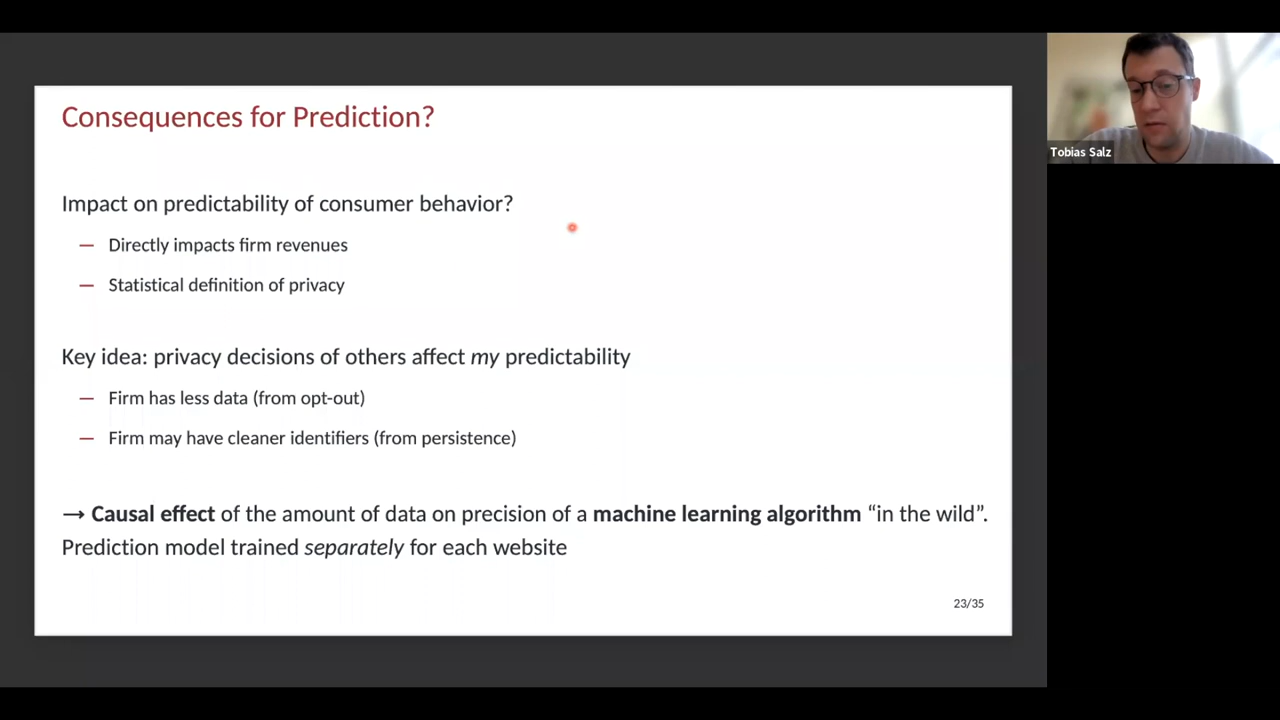 Consequences for Prediction?
Impact on predictability of consumer behavior?
— Directly impacts firm revenues
— Statistical definition of privacy
Key idea: privacy decisions of others affect my predictability
— Firm has less data (from opt-out)
— Firm may have cleaner identifiers (from persistence)
→ Causal effect of the amount of data on precision of a machine learning algorithm “in the wild”.
Prediction model trained separately for each website
23/35
Tobias Salz